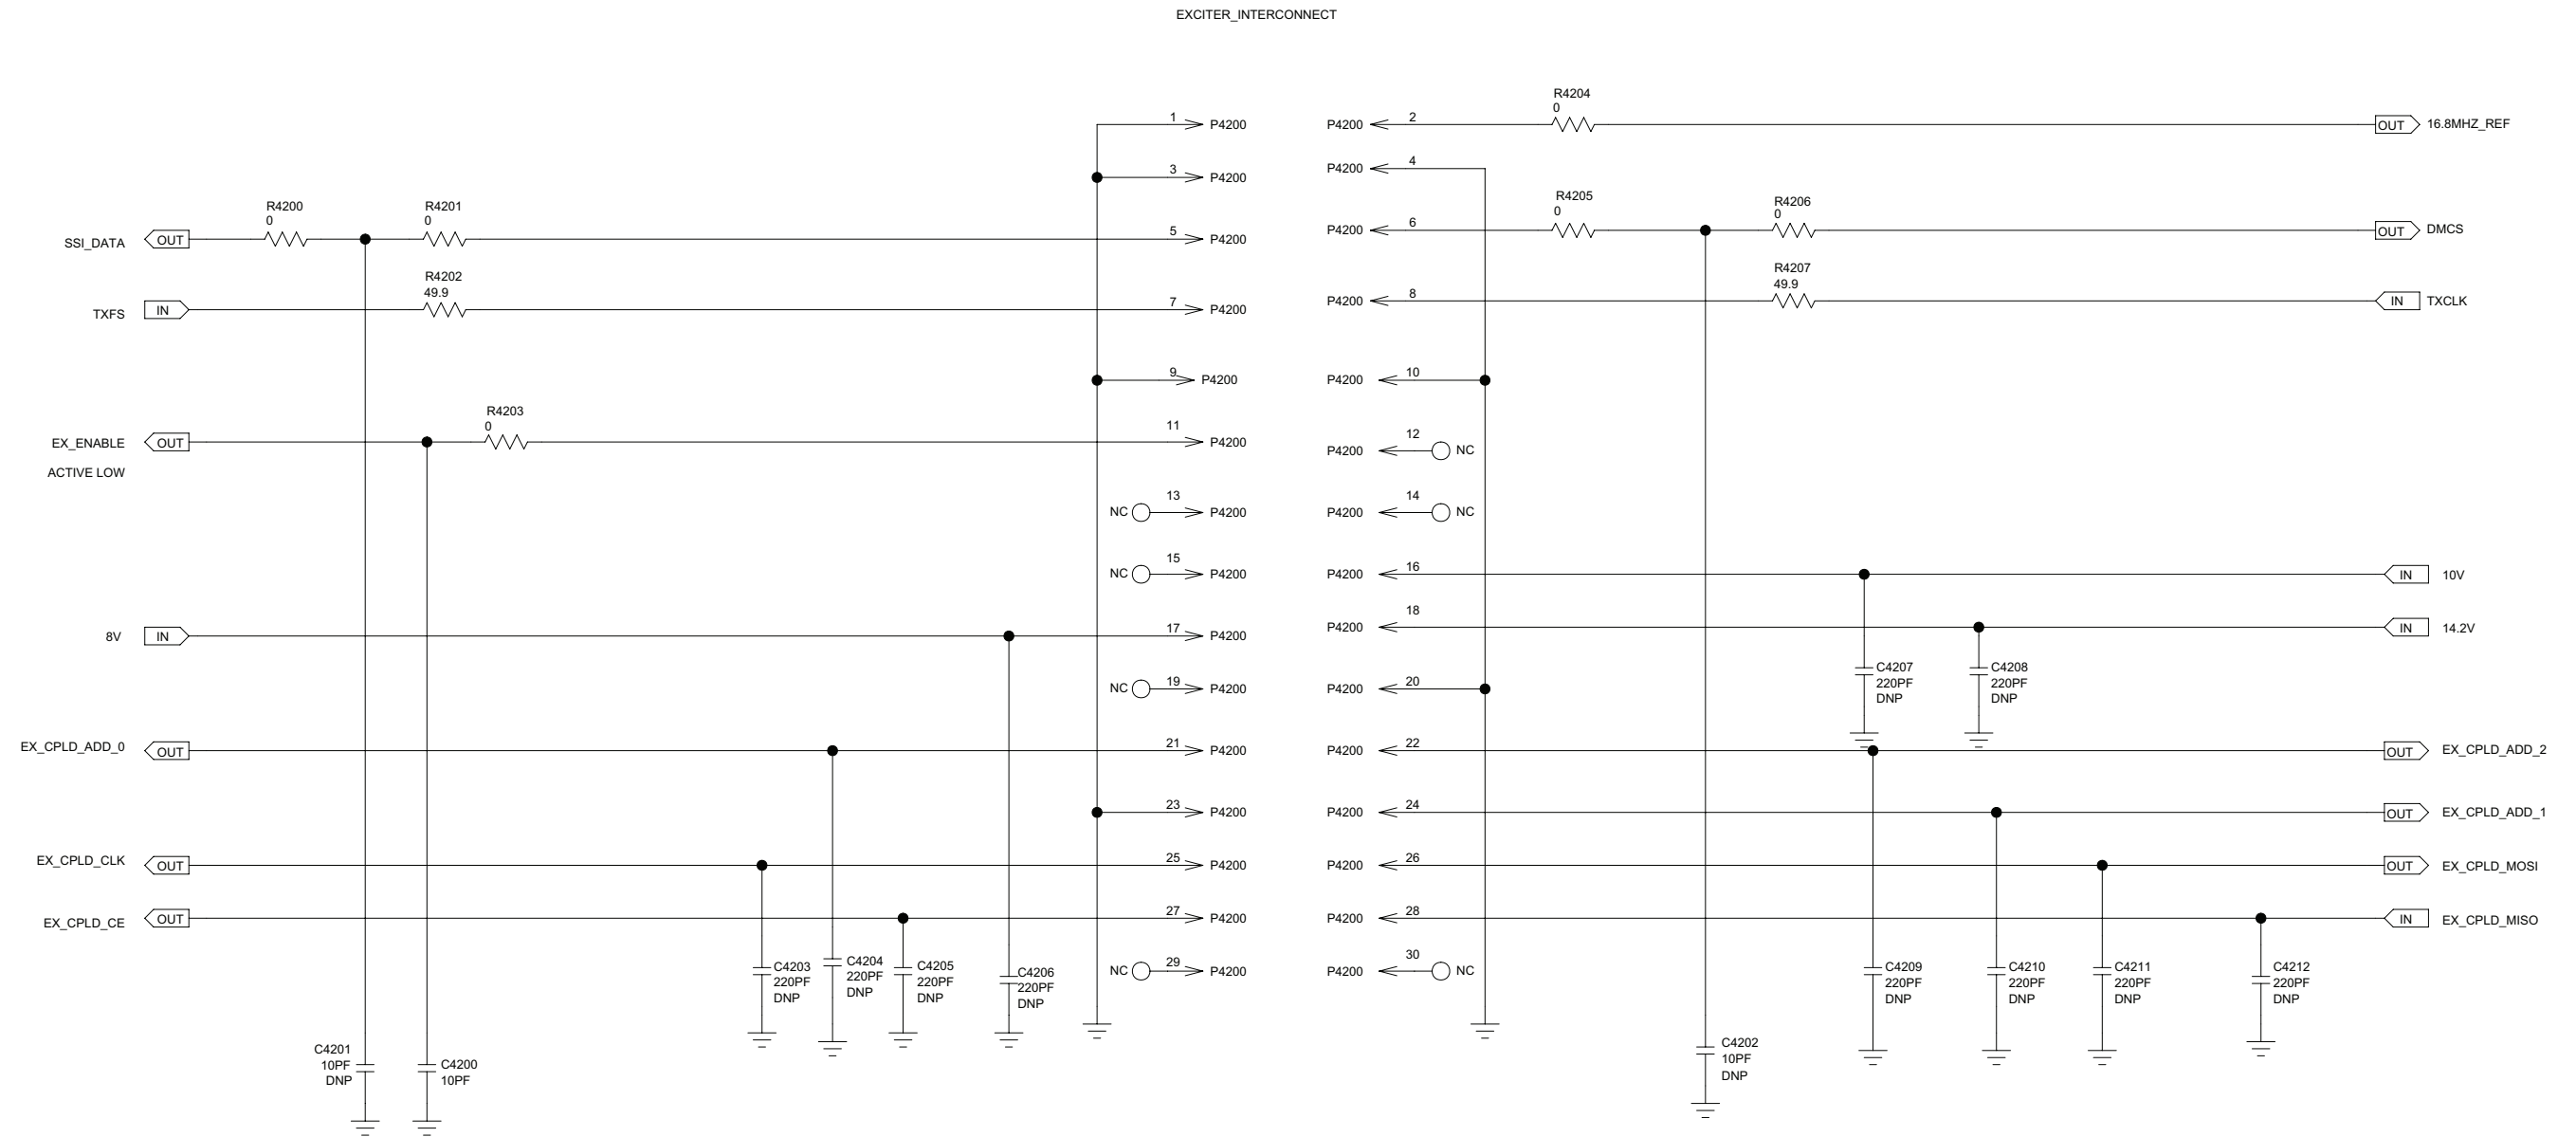 EXCITER_INTERCONNECT
R4204
0
1 P4200 P4200 2 OUT 16.8MHZ_REF
3 P4200 P4200 4
R4200 R4201 R4205 R4206
0 0 0 0
SSI_DATA OUT 5 P4200 P4200 6 OUT DMCS
R4202 R4207
49.9 49.9
TXFS IN 7 P4200 P4200 8 IN TXCLK
9 P4200 P4200 10
R4203
0
EX_ENABLE OUT 11 P4200 P4200 12 NC
ACTIVE LOW
NC 13 P4200 P4200 14 NC
NC 15 P4200 P4200 16 IN 10V
8V IN 17 P4200 P4200 18 IN 14.2V
C4207 C4208
220PF 220PF
DNP DNP
NC 19 P4200 P4200 20
EX_CPLD_ADD_0 OUT 21 P4200 P4200 22 OUT EX_CPLD_ADD_2
23 P4200 P4200 24 OUT EX_CPLD_ADD_1
EX_CPLD_CLK OUT 25 P4200 P4200 26 OUT EX_CPLD_MOSI
EX_CPLD_CE OUT 27 P4200 P4200 28 IN EX_CPLD_MISO
NC 29 P4200 P4200 30 NC
C4203 C4204 C4205 C4206 C4209 C4210 C4211 C4212
220PF 220PF 220PF 220PF 220PF 220PF 220PF 220PF
DNP DNP DNP DNP DNP DNP DNP DNP
C4201 C4200 C4202
10PF 10PF 10PF
DNP DNP